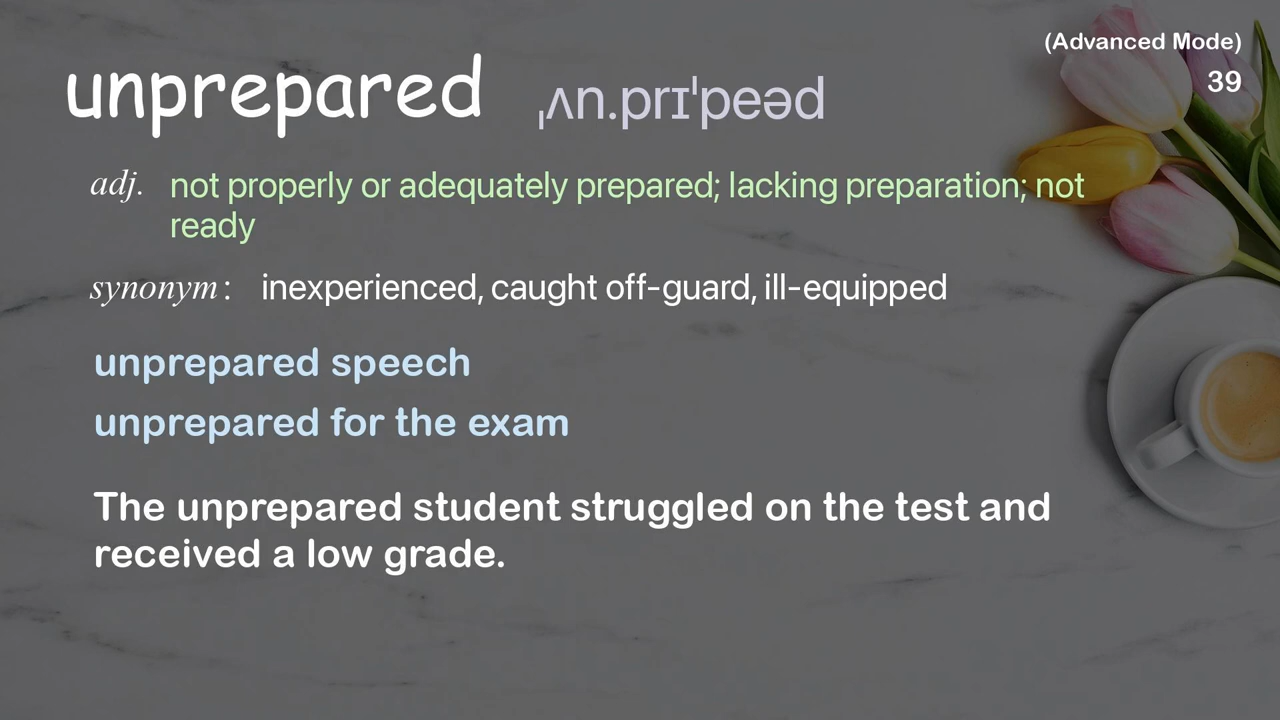 (Advanced Mode)
39
unprepared ˌʌn.prɪˈpeəd
adj. not properly or adequately prepared; lacking preparation; not
ready
synonym: inexperienced, caught off-guard, ill-equipped
unprepared speech
unprepared for the exam
The unprepared student struggled on the test and
received a low grade.